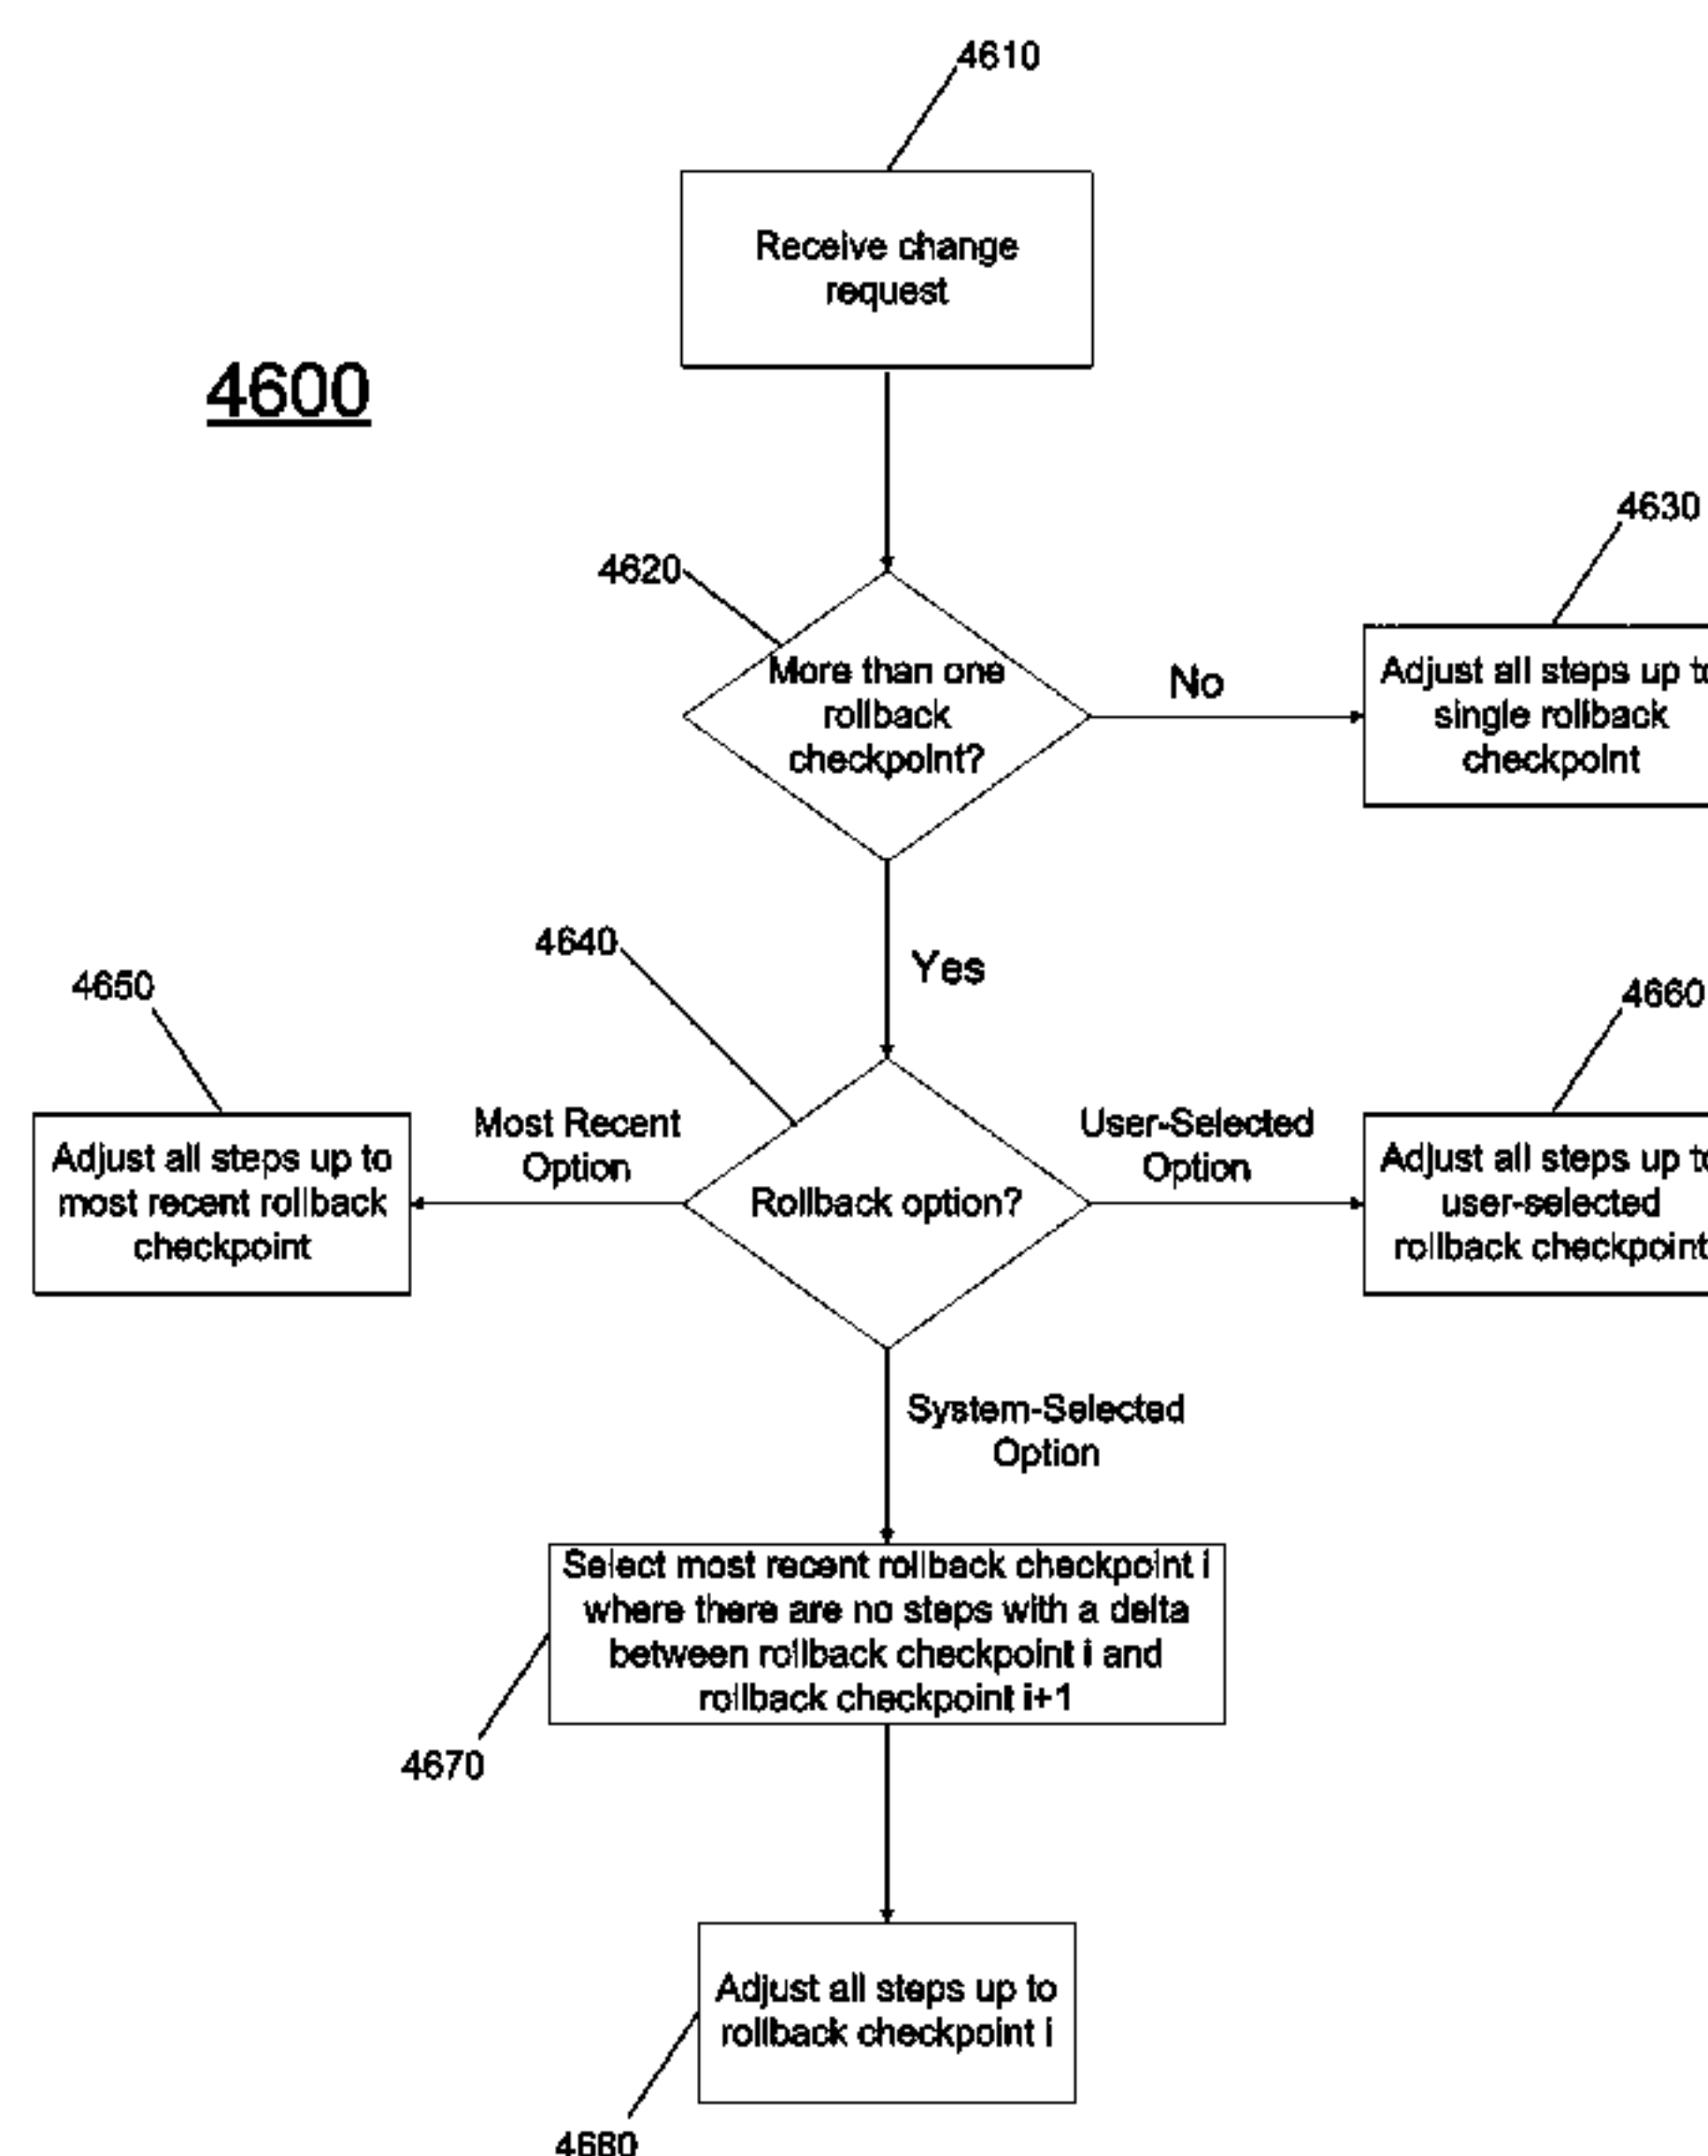 4610
Receive change
request
4600
4630
4620
More than one
rollback
checkpoint?
No
Adjust all steps up to
single rollback
checkpoint
4640
Yes
4650
4660
Most Recent
Option
User-Selected
Option
Adjust all steps up to
most recent rollback
checkpoint
Rollback option?
Adjust all steps up to
user-selected
rollback checkpoint
System-Selected
Option
Select most recent rollback checkpoint i
where there are no steps with a delta
between rollback checkpoint i and
rollback checkpoint i+1
4670
Adjust all steps up to
rollback checkpoint i
4680